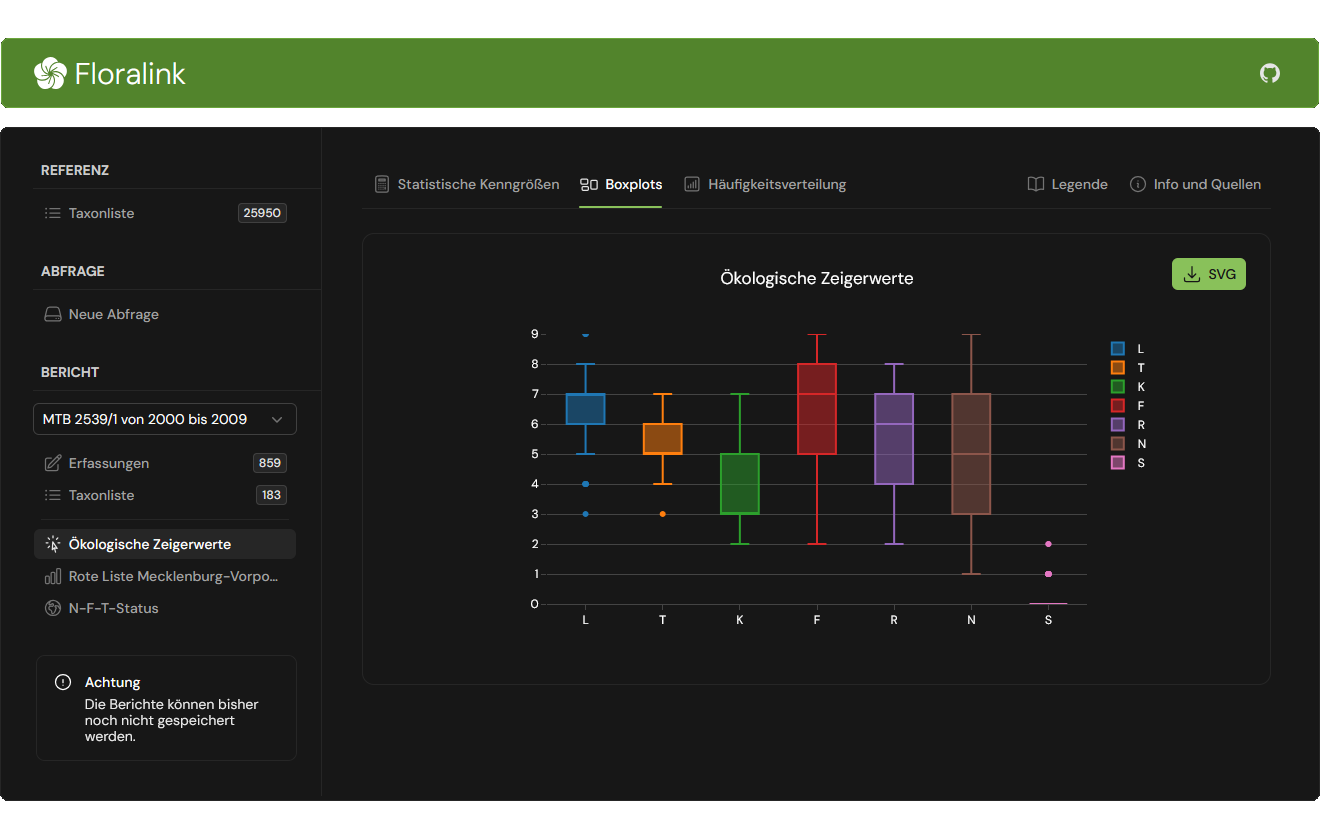 Floralink
REFERENZ
Taxonliste 25950
ABFRAGE
Neue Abfrage
BERICHT
MTB 2539/1 von 2000 bis 2009
Erfassungen 859
Taxonliste 183
Ökologische Zeigerwerte
Rote Liste Mecklenburg-Vorpo...
N-F-T-Status
Achtung
Die Berichte können bisher
noch nicht gespeichert
werden.
Statistische Kenngrößen Boxplots Häufigkeitsverteilung Legende Info und Quellen
Ökologische Zeigerwerte
SVG
9
8
7
6
5
4
3
2
1
0
L T K F R N S
L
T
K
F
R
N
S